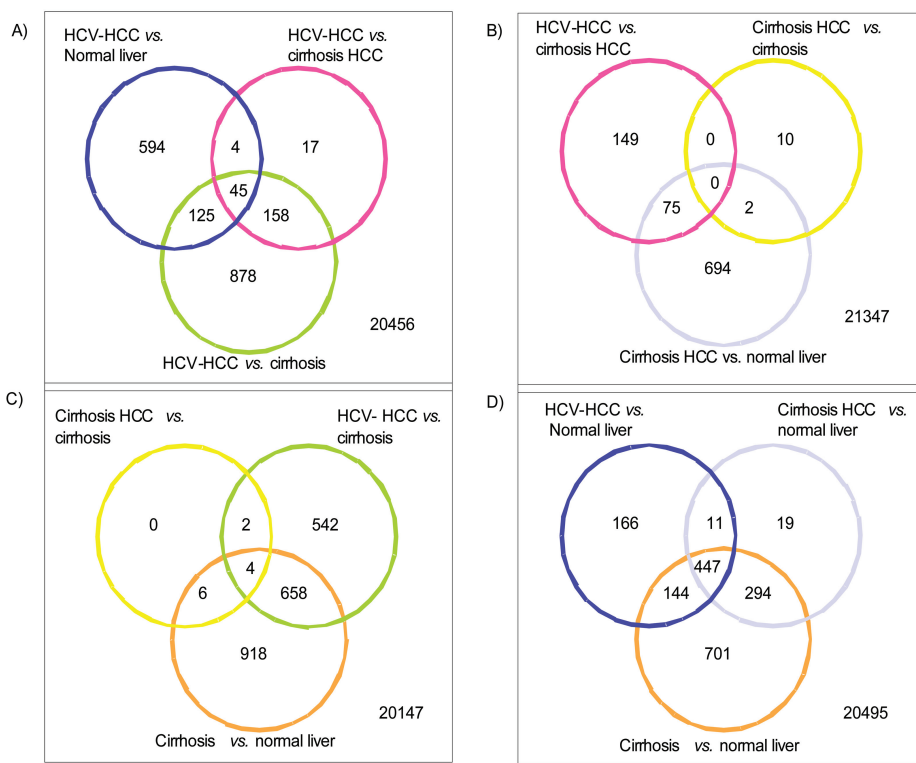 A)
HCV-HCC vs.
Normal liver
HCV-HCC vs.
cirrhosis HCC
594
4
17
45
125
158
878
20456
HCV-HCC vs. cirrhosis
B)
HCV-HCC vs.
cirrhosis HCC
Cirrhosis HCC vs.
cirrhosis
149
0
10
0
75
2
694
21347
Cirrhosis HCC vs. normal liver
C)
Cirrhosis HCC vs.
cirrhosis
HCV- HCC vs.
cirrhosis
0
2
542
4
6
658
918
20147
Cirrhosis vs. normal liver
D)
HCV-HCC vs.
Normal liver
Cirrhosis HCC vs.
normal liver
166
11
19
447
144
294
701
20495
Cirrhosis vs. normal liver